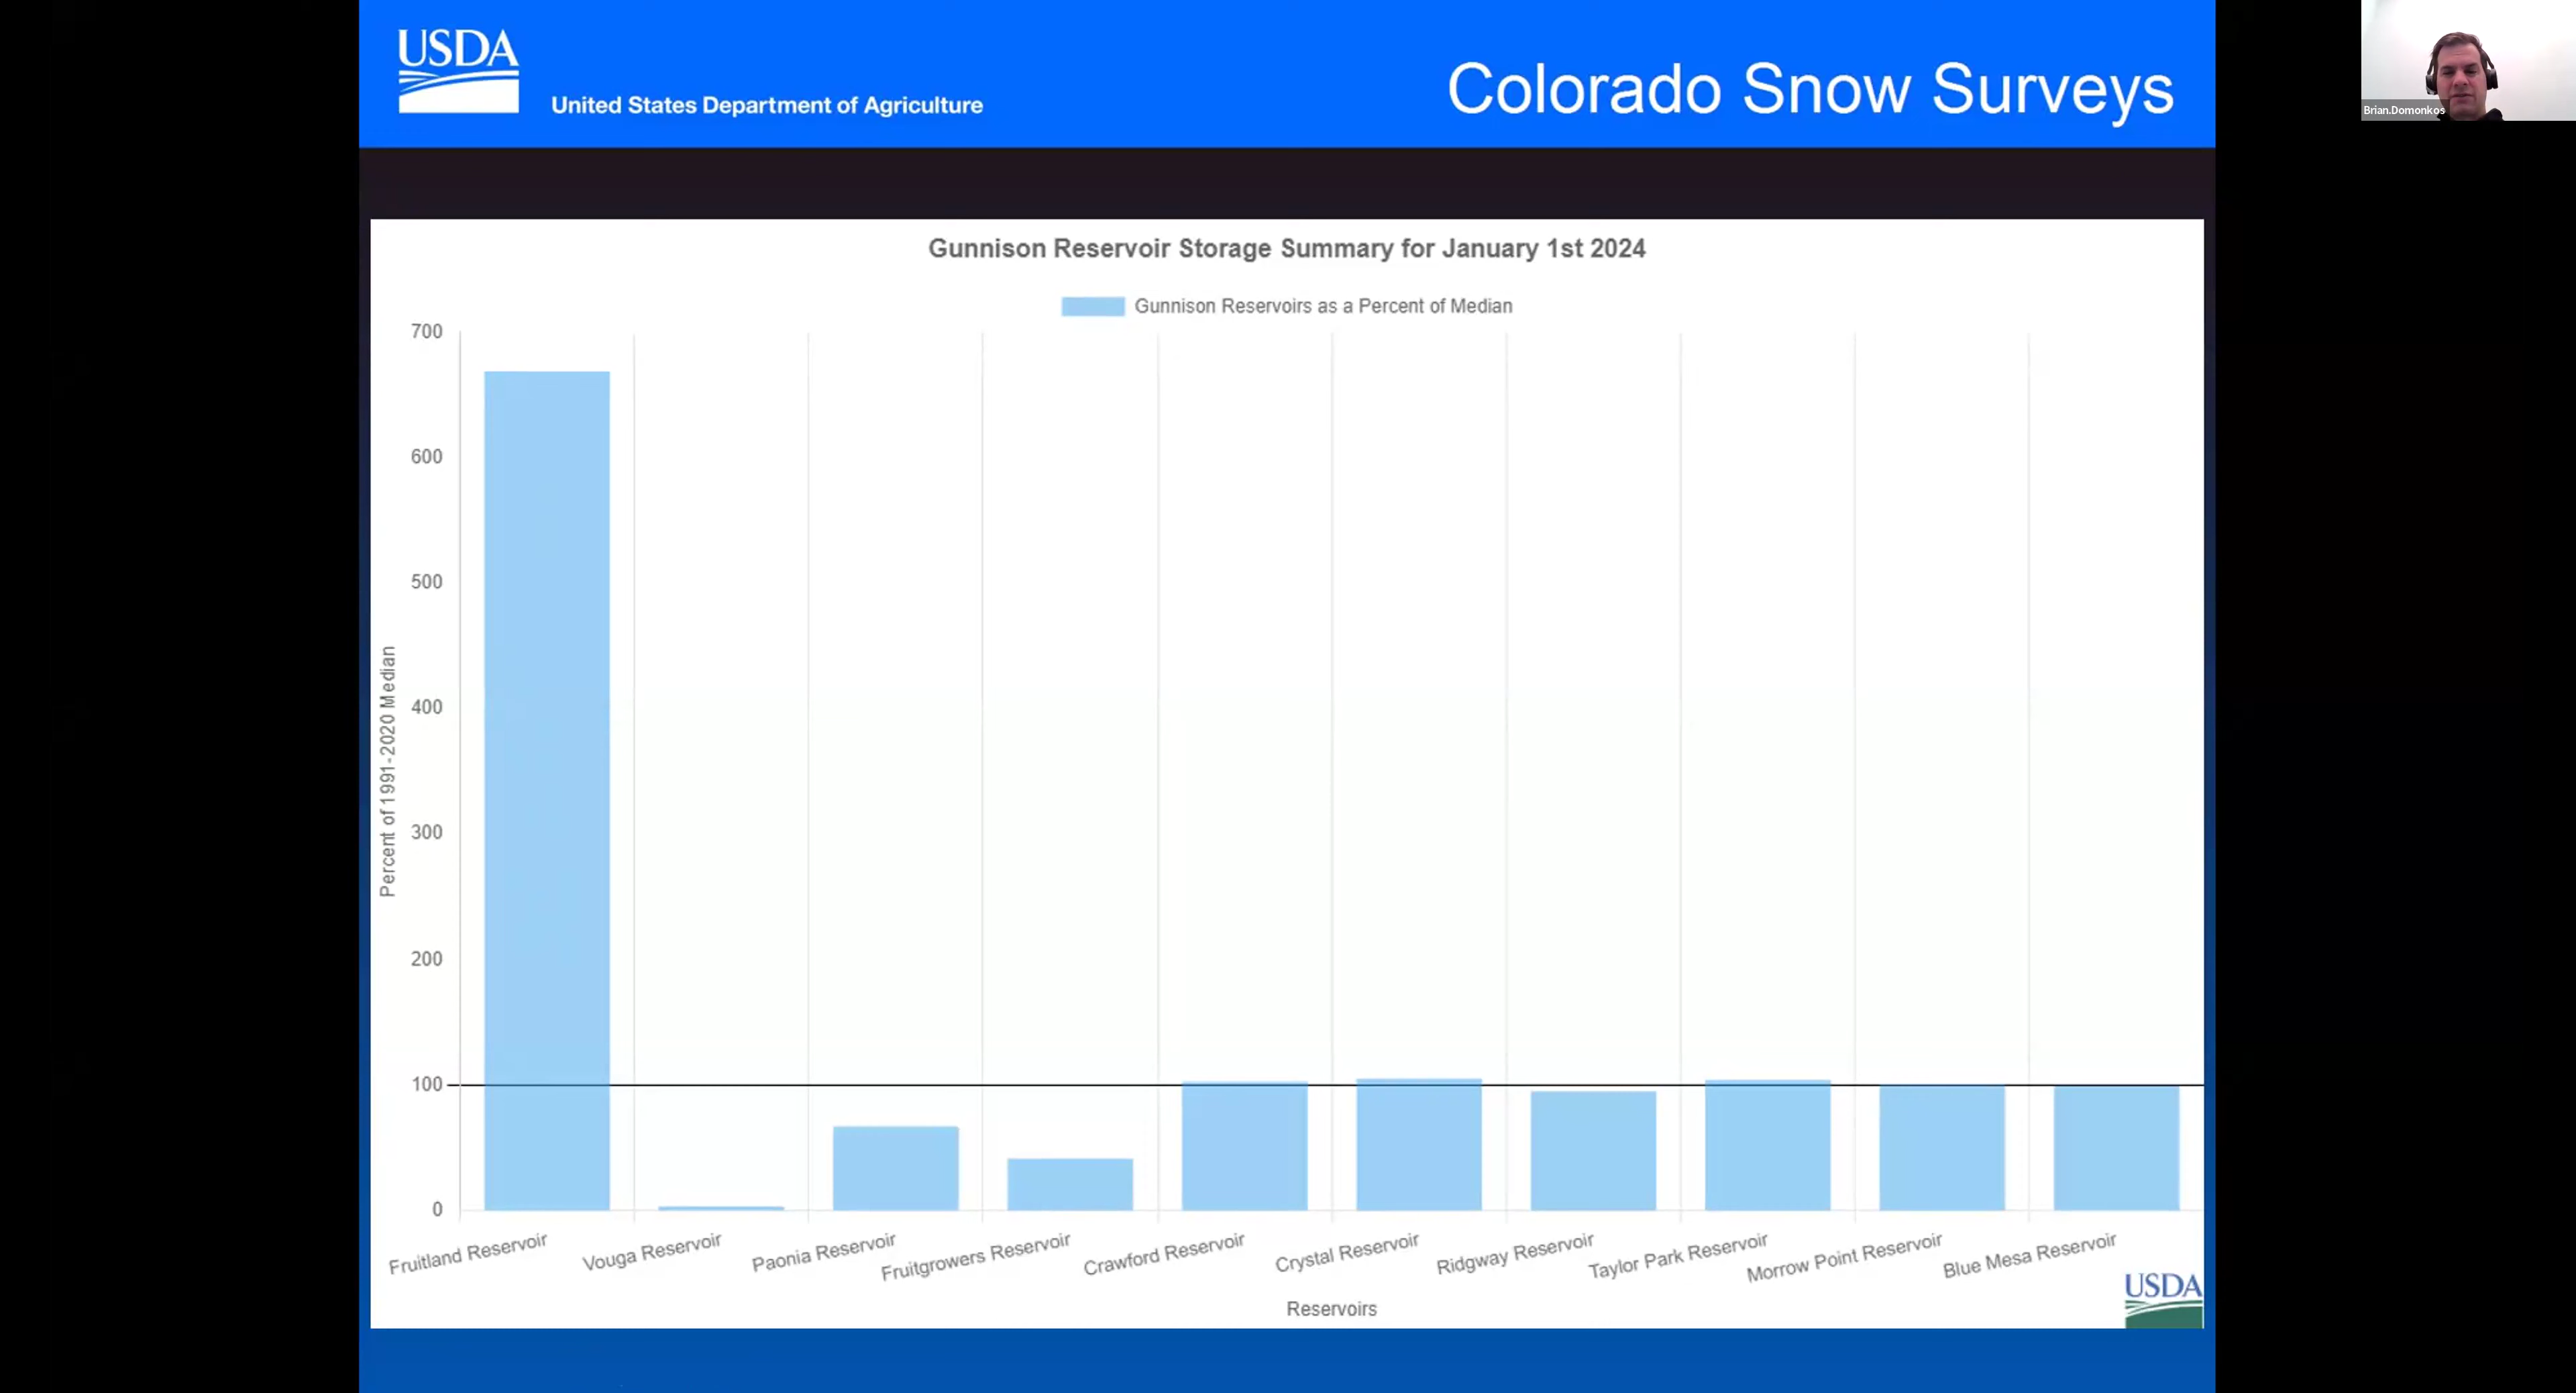 USDA
United States Department of Agriculture
Colorado Snow Surveys
Brian.Domonkos
Gunnison Reservoir Storage Summary for January 1st 2024
Gunnison Reservoirs as a Percent of Median
Percent of 1991-2020 Median
700
600
500
400
300
200
100
0
Fruitland Reservoir
Vouga Reservoir
Paonia Reservoir
Fruitgrowers Reservoir
Crawford Reservoir
Crystal Reservoir
Ridgway Reservoir
Taylor Park Reservoir
Morrow Point Reservoir
Blue Mesa Reservoir
Reservoirs
USDA